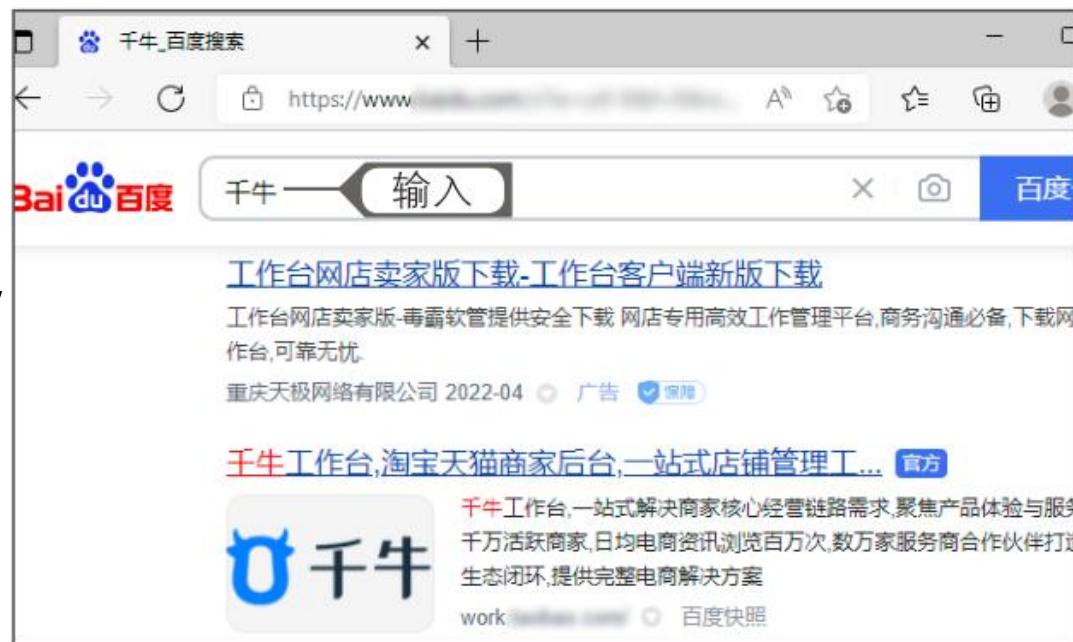 千牛_百度搜索
https://www
Bai du 百度
千牛
输入
百度
工作台网店卖家版下载-工作台客户端新版下载
工作台网店卖家版-毒霸软管提供安全下载 网店专用高效工作管理平台,商务沟通必备,下载网
作台,可靠无忧.
重庆天极网络有限公司 2022-04 广告 保障
千牛工作台,淘宝天猫商家后台,一站式店铺管理工... 官方
千牛工作台,一站式解决商家核心经营链路需求,聚焦产品体验与服务
千万活跃商家,日均电商资讯浏览百万次,数万家服务商合作伙伴打造
生态闭环,提供完整电商解决方案
千牛
work
百度快照